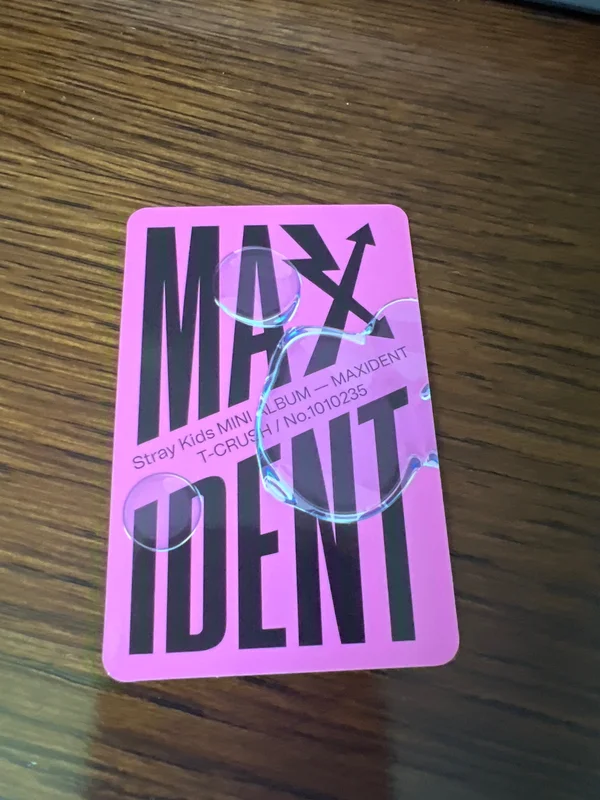 MAX
Stray Kids MINI ALBUM — MAXIDENT
T-CRUSH / No.1010235
IDENT